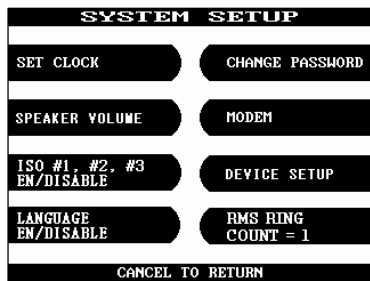 SYSTEM SETUP
SET CLOCK
CHANGE PASSWORD
SPEAKER VOLUME
MODEM
ISO #1, #2, #3
EN/DISABLE
DEVICE SETUP
LANGUAGE
EN/DISABLE
RMS RING
COUNT = 1
CANCEL TO RETURN